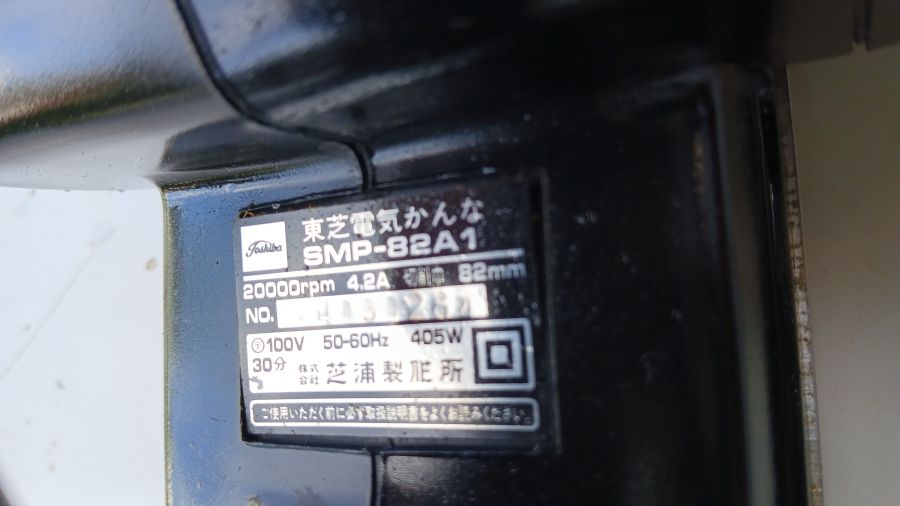 Toshiba
東芝電気かんな
SMP-82A1
20000rpm 4.2A 切削巾 82mm
NO.
100V 50-60Hz 405W
30分 株式会社 芝浦製作所
ご使用いただく前に必ず取扱説明書をよくお読みください。